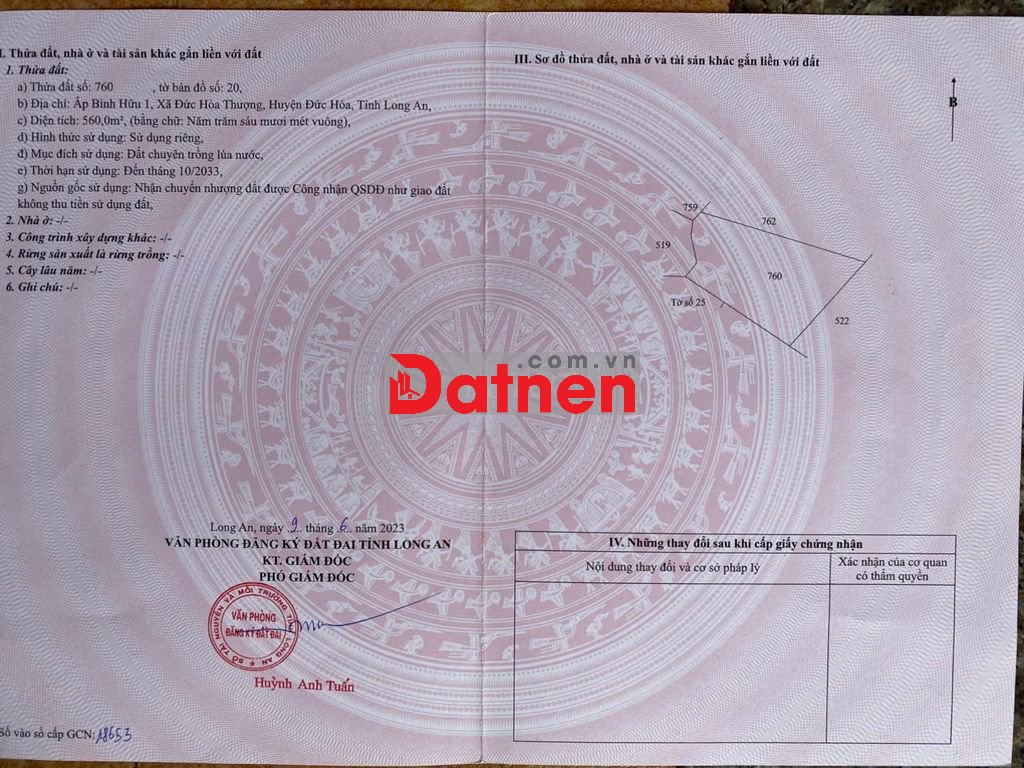 I. Thửa đất, nhà ở và tài sản khác gắn liền với đất
1. Thửa đất:
a) Thửa đất số: 760 , tờ bản đồ số: 20,
b) Địa chỉ: Ấp Bình Hữu 1, Xã Đức Hòa Thượng, Huyện Đức Hòa, Tỉnh Long An,
c) Diện tích: 560,0m², (bằng chữ: Năm trăm sáu mươi mét vuông),
d) Hình thức sử dụng: Sử dụng riêng,
đ) Mục đích sử dụng: Đất chuyên trồng lúa nước,
e) Thời hạn sử dụng: Đến tháng 10/2033,
g) Nguồn gốc sử dụng: Nhận chuyển nhượng đất được Công nhận QSDĐ như giao đất
không thu tiền sử dụng đất,
2. Nhà ở: -/-
3. Công trình xây dựng khác: -/-
4. Rừng sản xuất là rừng trồng: -/-
5. Cây lâu năm: -/-
6. Ghi chú: -/-
Long An, ngày 9 tháng 6 năm 2023
VĂN PHÒNG ĐĂNG KÝ ĐẤT ĐAI TỈNH LONG AN
KT. GIÁM ĐỐC
PHÓ GIÁM ĐỐC
SỞ TÀI NGUYÊN VÀ MÔI TRƯỜNG TỈNH LONG AN
VĂN PHÒNG
ĐĂNG KÝ ĐẤT ĐAI
Huỳnh Anh Tuấn
Số vào sổ cấp GCN: 18653
III. Sơ đồ thửa đất, nhà ở và tài sản khác gắn liền với đất
B
759
762
519
760
Tờ số 25
522
.com.vn
Datnen
IV. Những thay đổi sau khi cấp giấy chứng nhận
Nội dung thay đổi và cơ sở pháp lý
Xác nhận của cơ quan
có thẩm quyền